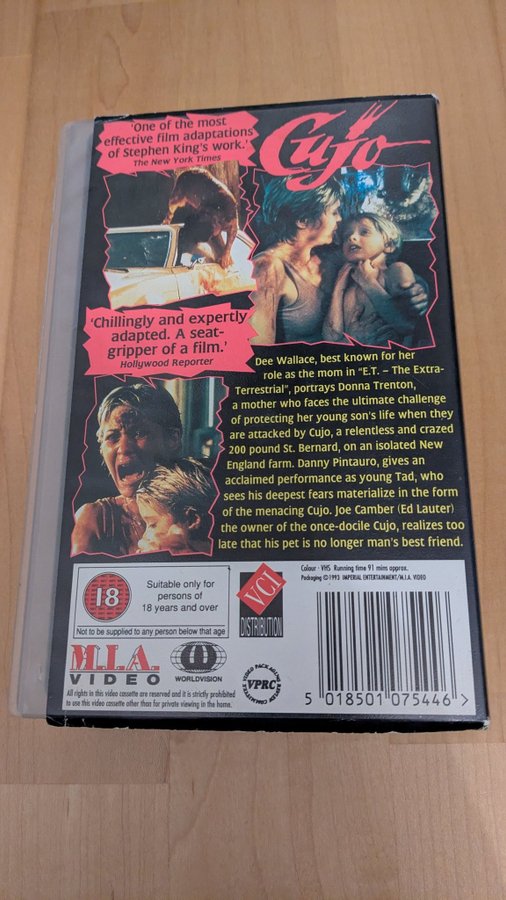 'One of the most
effective film adaptations
of Stephen King's work.'
The New York Times
Cujo
'Chillingly and expertly
adapted. A seat-
gripper of a film.'
Hollywood Reporter
Dee Wallace, best known for her
role as the mom in "E.T. – The Extra-
Terrestrial", portrays Donna Trenton,
a mother who faces the ultimate challenge
of protecting her young son's life when they
are attacked by Cujo, a relentless and crazed
200 pound St. Bernard, on an isolated New
England farm. Danny Pintauro, gives an
acclaimed performance as young Tad, who
sees his deepest fears materialize in the form
of the menacing Cujo. Joe Camber (Ed Lauter)
the owner of the once-docile Cujo, realizes too
late that his pet is no longer man's best friend.
18
Suitable only for
persons of
18 years and over
Not to be supplied to any person below that age
VCI
DISTRIBUTION
Colour · VHS Running time 91 mins approx.
Packaging © 1993 IMPERIAL ENTERTAINMENT/M.I.A. VIDEO
M.I.A.
VIDEO
WORLDVISION
VIDEO PACKAGING REVIEW COMMITTEE
VPRC
All rights in this video cassette are reserved and it is strictly prohibited
to use this video cassette other than for private viewing in the home.
5 018501 075446 >